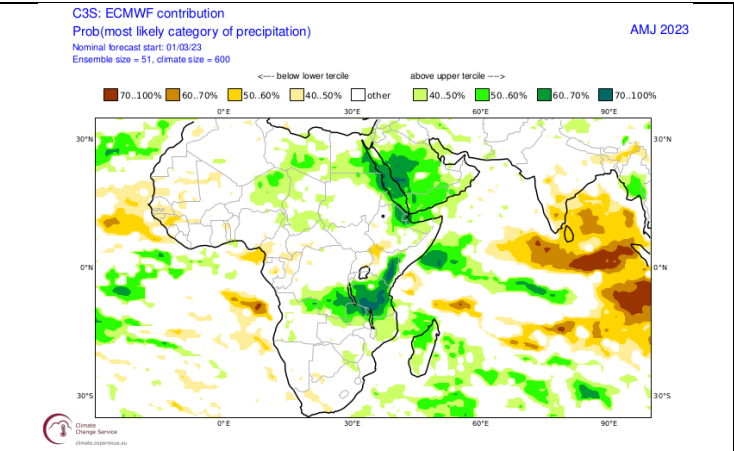 C3S: ECMWF contribution
Prob(most likely category of precipitation)
AMJ 2023
Nominal forecast start: 01/03/23
Ensemble size = 51, climate size = 600
<---- below lower tercile
above upper tercile ---->
70..100% 60..70% 50..60% 40..50% other 40..50% 50..60% 60..70% 70..100%
0°E 30°E 60°E 90°E
30°N 30°N
0°N 0°N
30°S 30°S
0°E 30°E 60°E 90°E
Climate
Change Service
climate.copernicus.eu